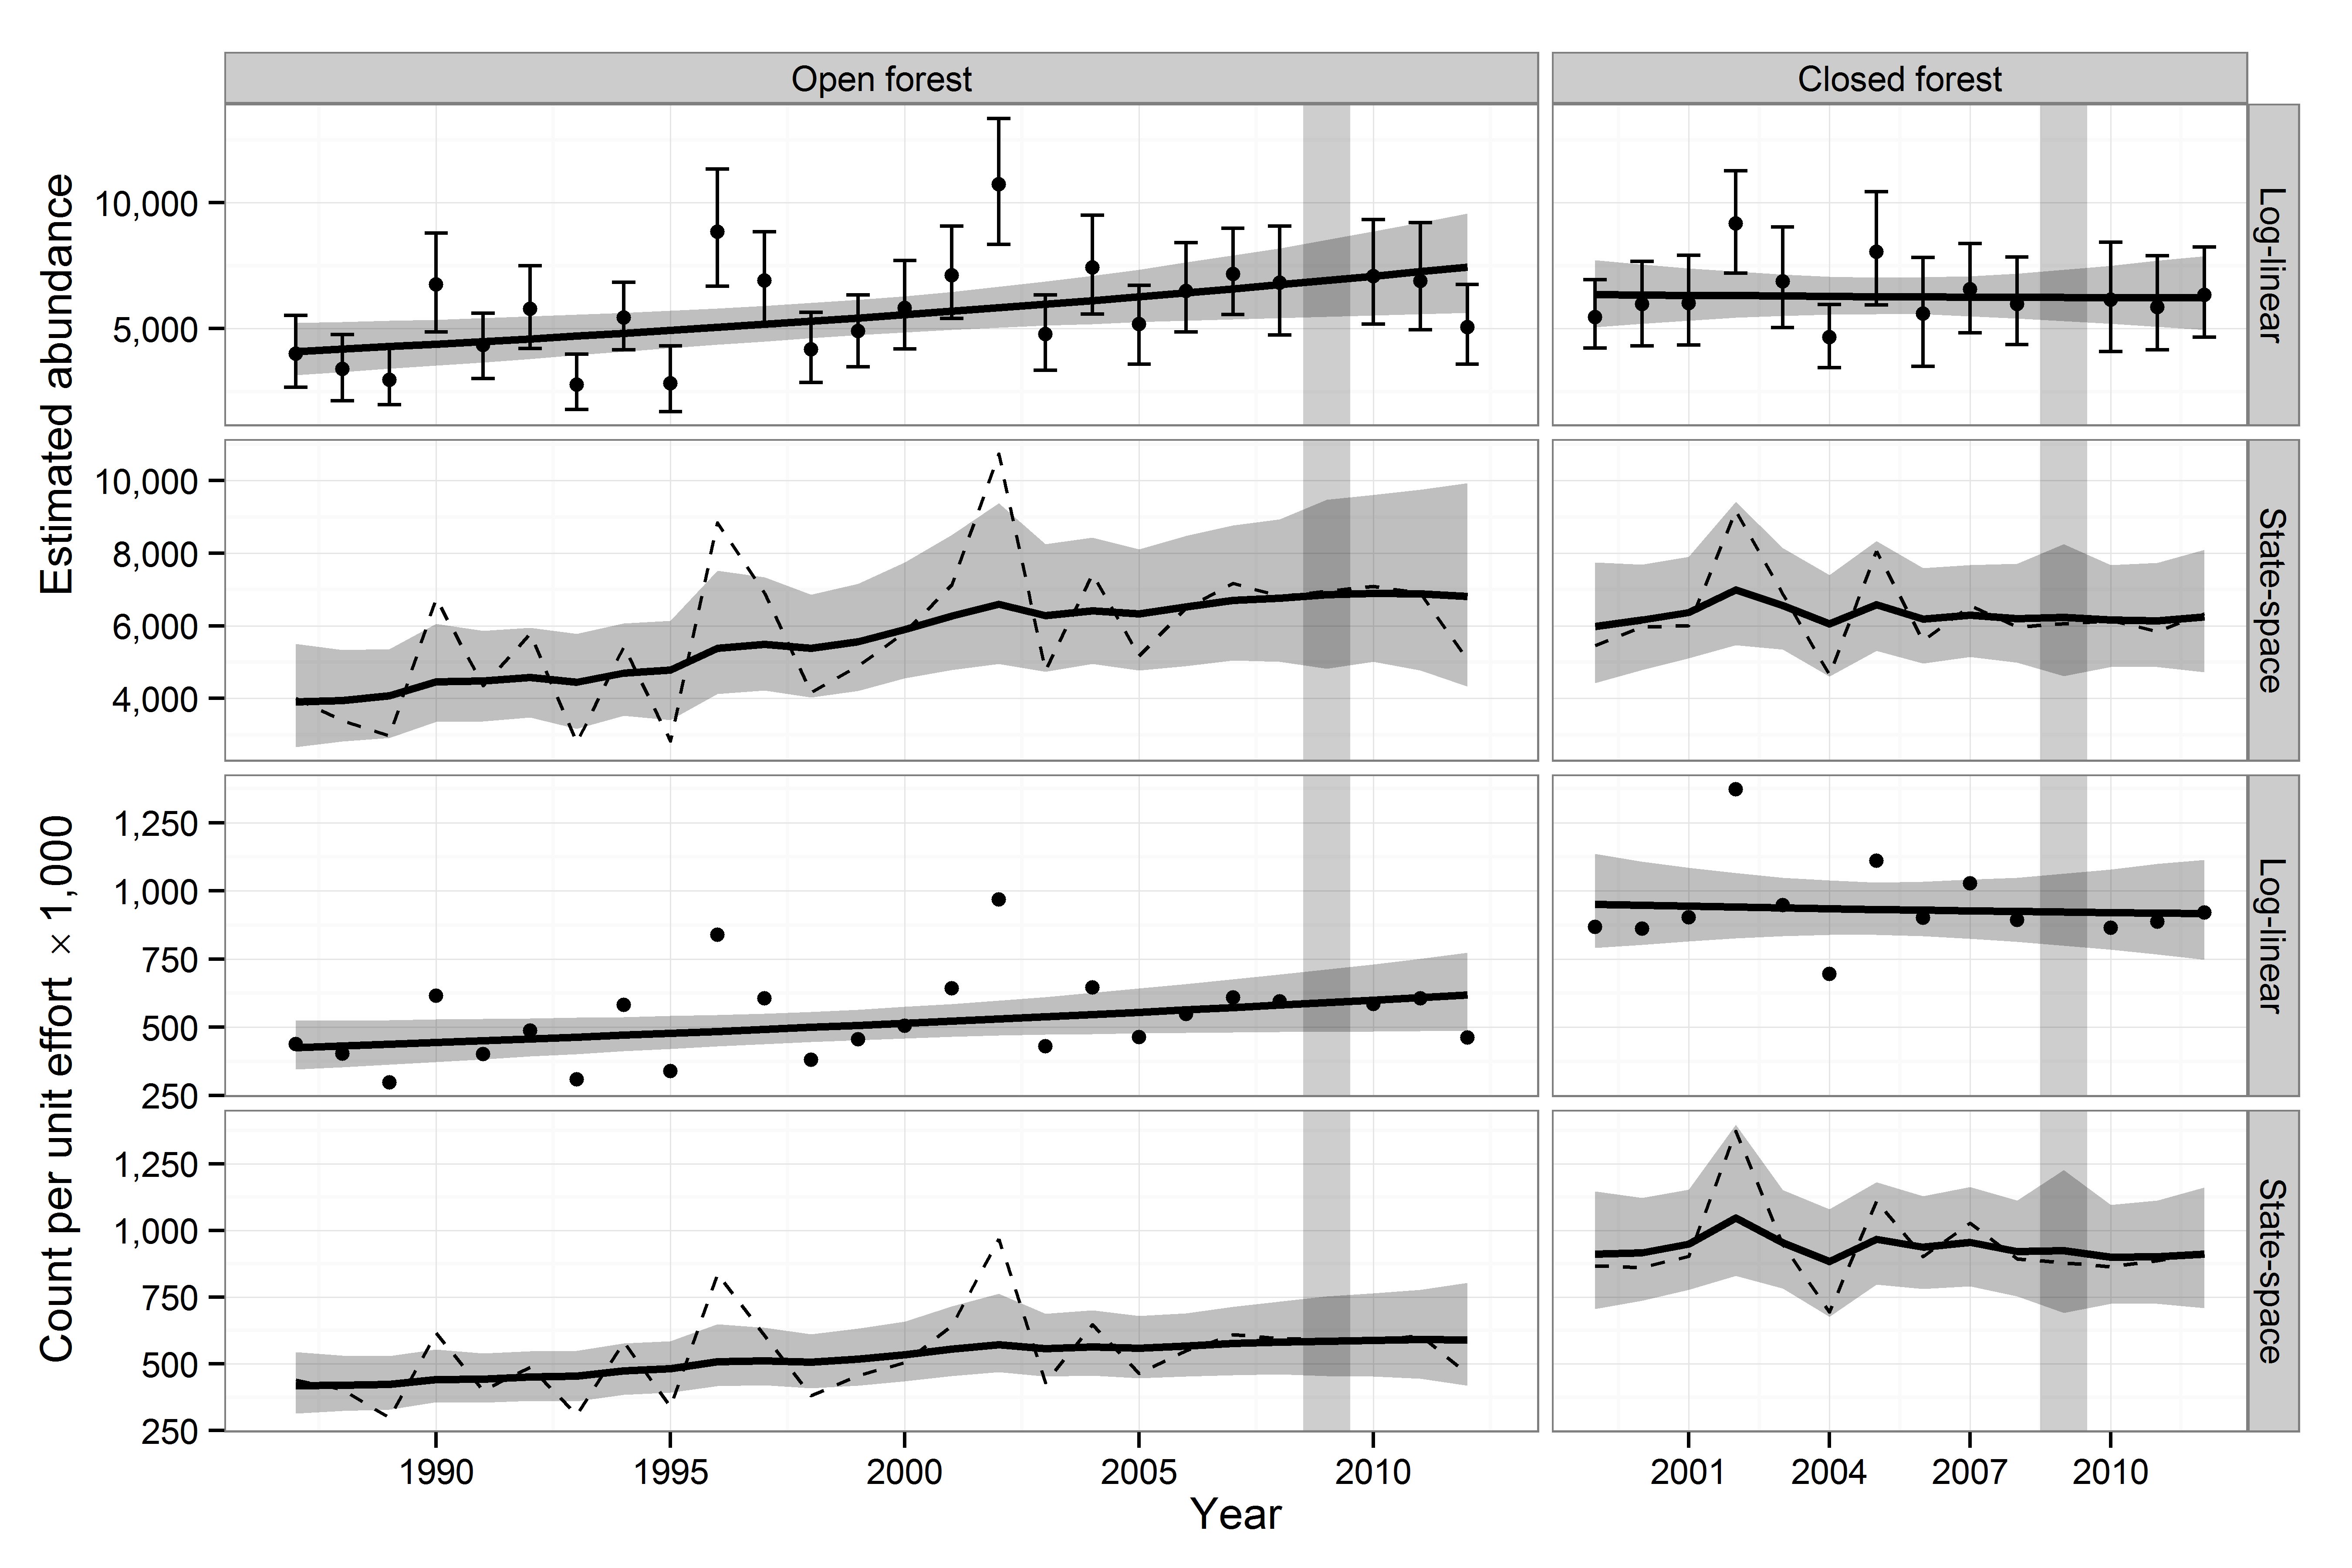 Open forest
Closed forest
Estimated abundance
10,000
5,000
Log-linear
10,000
8,000
6,000
4,000
State-space
Count per unit effort × 1,000
1,250
1,000
750
500
250
Log-linear
1,250
1,000
750
500
250
State-space
1990
1995
2000
2005
2010
2001
2004
2007
2010
Year